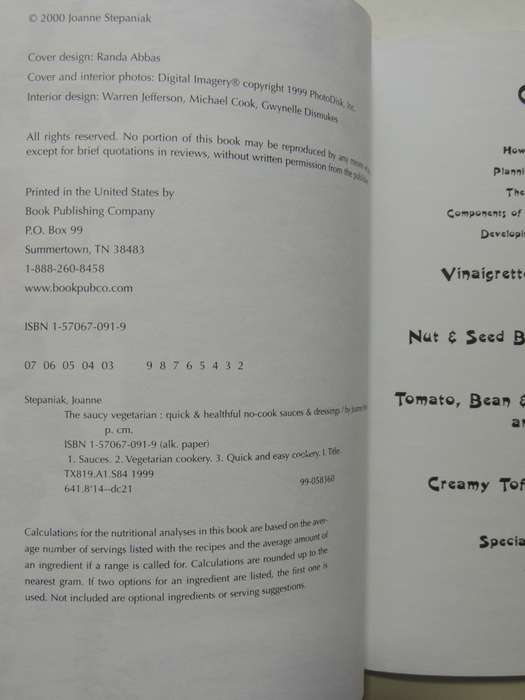 © 2000 Joanne Stepaniak
Cover design: Randa Abbas
Cover and interior photos: Digital Imagery® copyright 1999 PhotoDisk, Inc.
Interior design: Warren Jefferson, Michael Cook, Gwynelle Dismukes
All rights reserved. No portion of this book may be reproduced by any means
except for brief quotations in reviews, without written permission from the publisher
Printed in the United States by
Book Publishing Company
P.O. Box 99
Summertown, TN 38483
1-888-260-8458
www.bookpubco.com
ISBN 1-57067-091-9
07 06 05 04 03 9 8 7 6 5 4 3 2
Stepaniak, Joanne
The saucy vegetarian : quick & healthful no-cook sauces & dressings / by Joanne
p. cm.
ISBN 1-57067-091-9 (alk. paper)
1. Sauces. 2. Vegetarian cookery. 3. Quick and easy cookery. I. Title.
TX819.A1.S84 1999
99-058360
641.8'14--dc21
Calculations for the nutritional analyses in this book are based on the aver-
age number of servings listed with the recipes and the average amount of
an ingredient if a range is called for. Calculations are rounded up to the
nearest gram. If two options for an ingredient are listed, the first one is
used. Not included are optional ingredients or serving suggestions.
How
Planni
The
Components of
Developi
Vinaigrett
Nut & Seed B
Tomato, Bean &
a
Creamy Tof
Specia